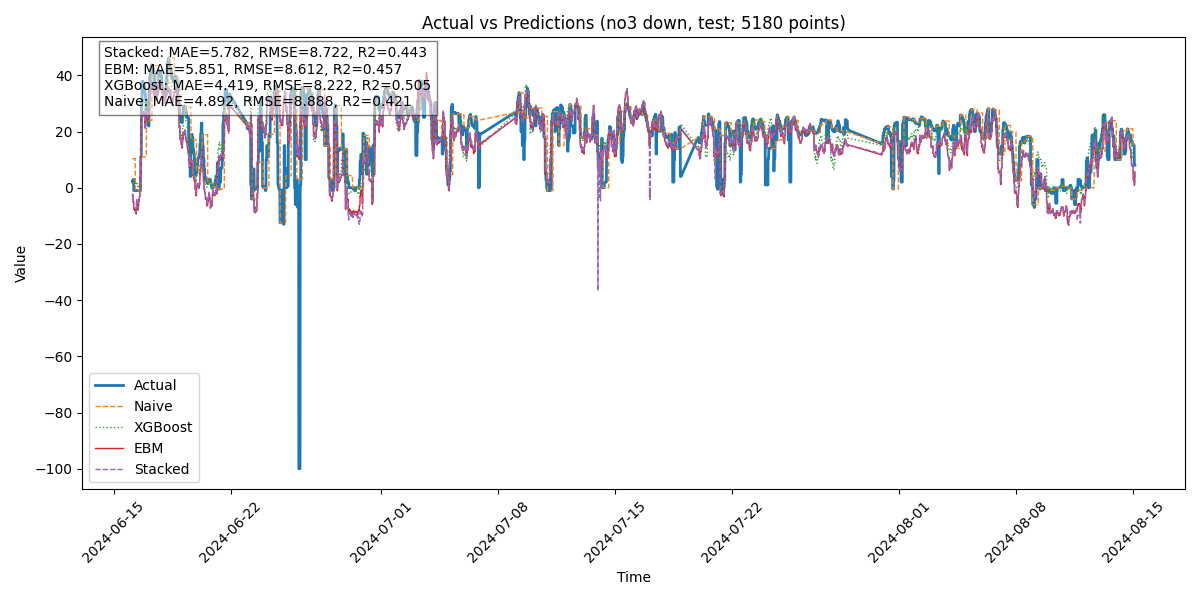 Actual vs Predictions (no3 down, test; 5180 points)
Stacked: MAE=5.782, RMSE=8.722, R2=0.443
EBM: MAE=5.851, RMSE=8.612, R2=0.457
XGBoost: MAE=4.419, RMSE=8.222, R2=0.505
Naive: MAE=4.892, RMSE=8.888, R2=0.421
Value
40
20
0
−20
−40
−60
−80
−100
Actual
Naive
XGBoost
EBM
Stacked
2024-06-15
2024-06-22
2024-07-01
2024-07-08
2024-07-15
2024-07-22
2024-08-01
2024-08-08
2024-08-15
Time